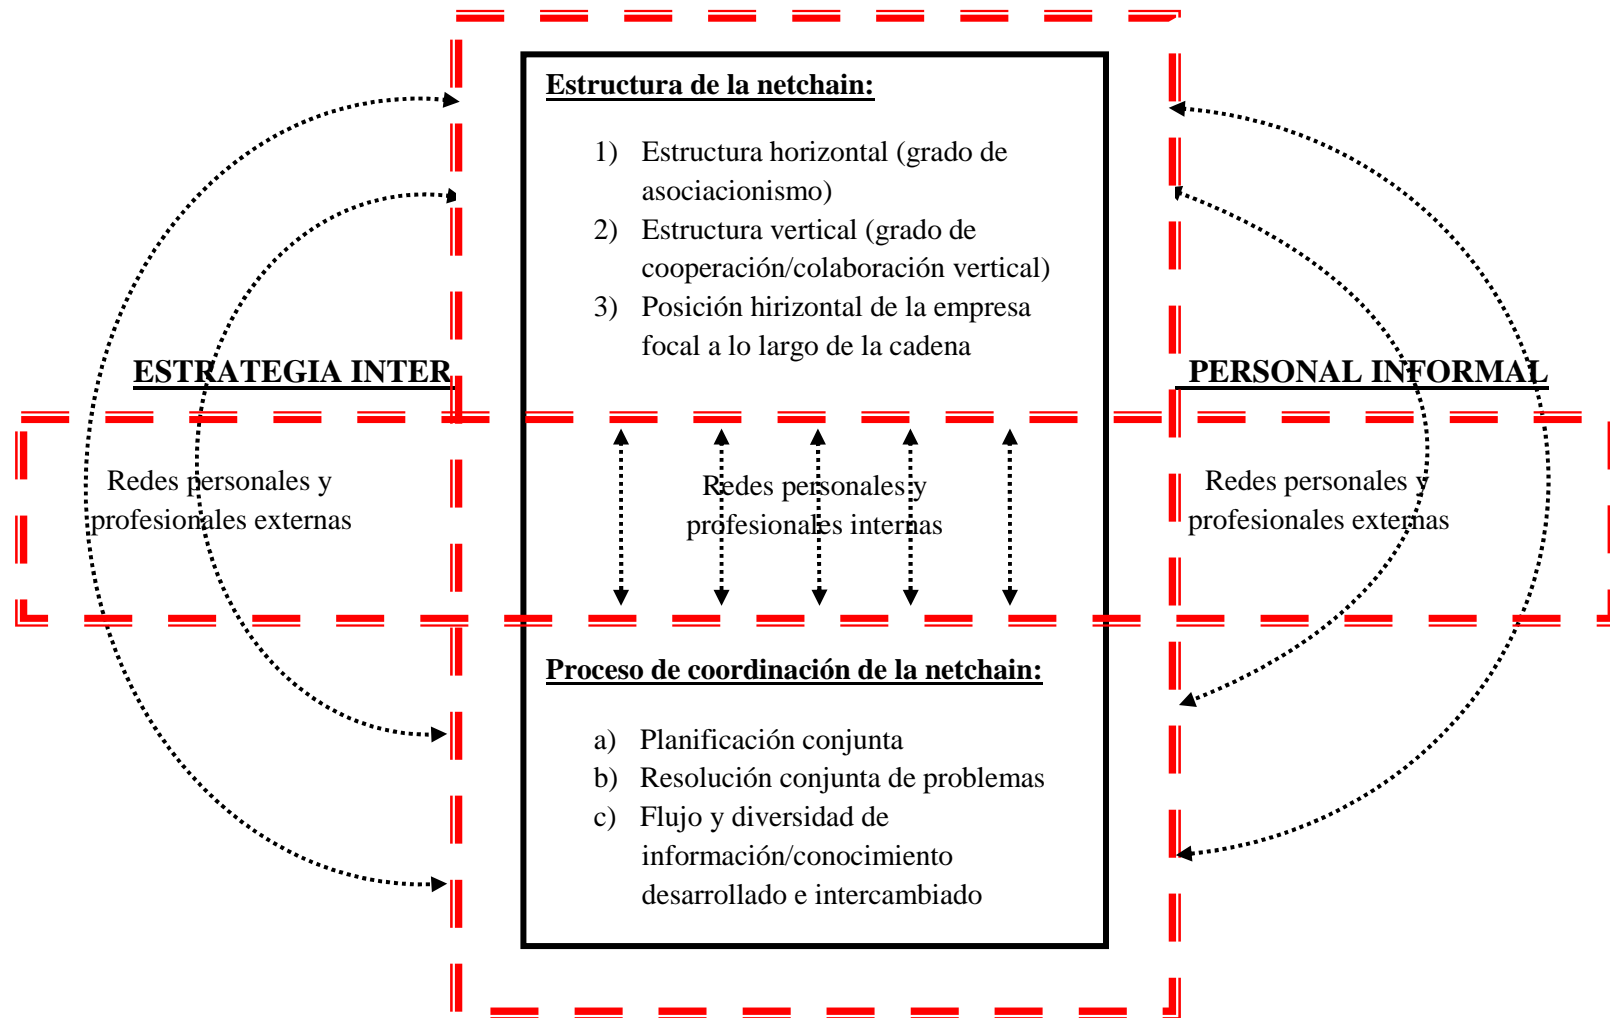 Estructura de la netchain:
1) Estructura horizontal (grado de
asociacionismo)
2) Estructura vertical (grado de
cooperación/colaboración vertical)
3) Posición hirizontal de la empresa
focal a lo largo de la cadena
ESTRATEGIA INTER
PERSONAL INFORMAL
Redes personales y
profesionales externas
Redes personales y
profesionales internas
Redes personales y
profesionales externas
Proceso de coordinación de la netchain:
a) Planificación conjunta
b) Resolución conjunta de problemas
c) Flujo y diversidad de
información/conocimiento
desarrollado e intercambiado